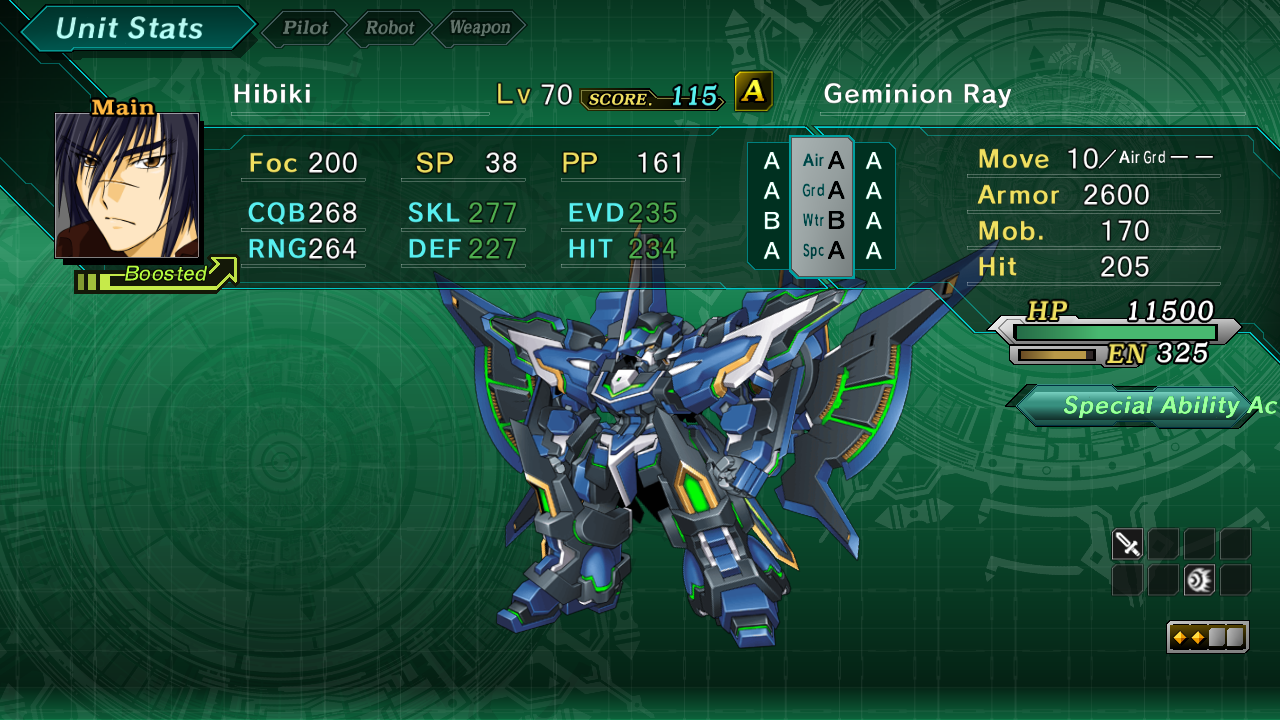 Unit Stats Pilot Robot Weapon
Main
Hibiki Lv 70 SCORE. 115 A Geminion Ray
Foc 200 SP 38 PP 161
CQB 268 SKL 277 EVD 235
RNG 264 DEF 227 HIT 234
Boosted
A Air A A
A Grd A A
B Wtr B A
A Spc A A
Move 10/Air Grd – –
Armor 2600
Mob. 170
Hit 205
HP 11500
EN 325
Special Ability Ac